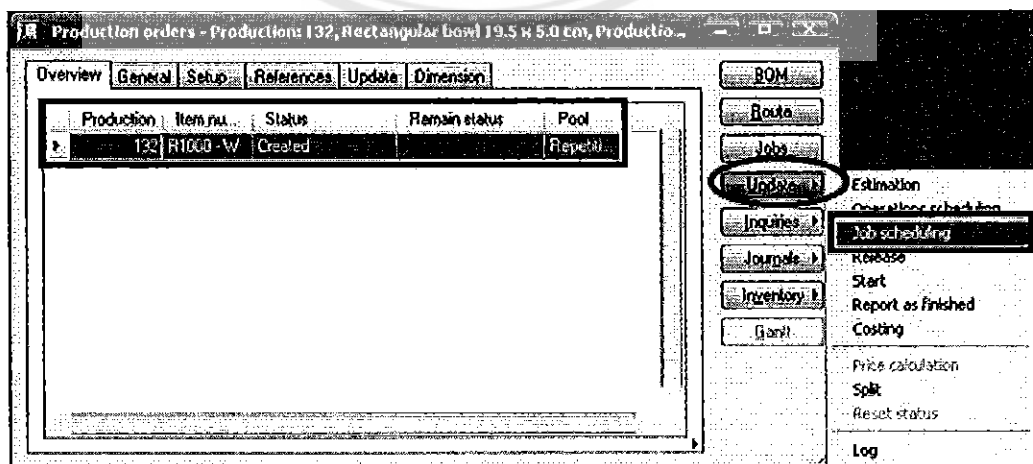 Production orders - Production: 132, Rectangular bowl 19.5 x 5.0 cm, Productio...
Overview General Setup References Update Dimension
Production Item nu... Status Remain status Pool
132 R1000 - W Created Repetiti...
BOM
Route
Jobs
Update
Inquiries
Journals
Inventory
Gantt
Estimation
Operations scheduling
Job scheduling
Release
Start
Report as finished
Costing
Price calculation
Split
Reset status
Log